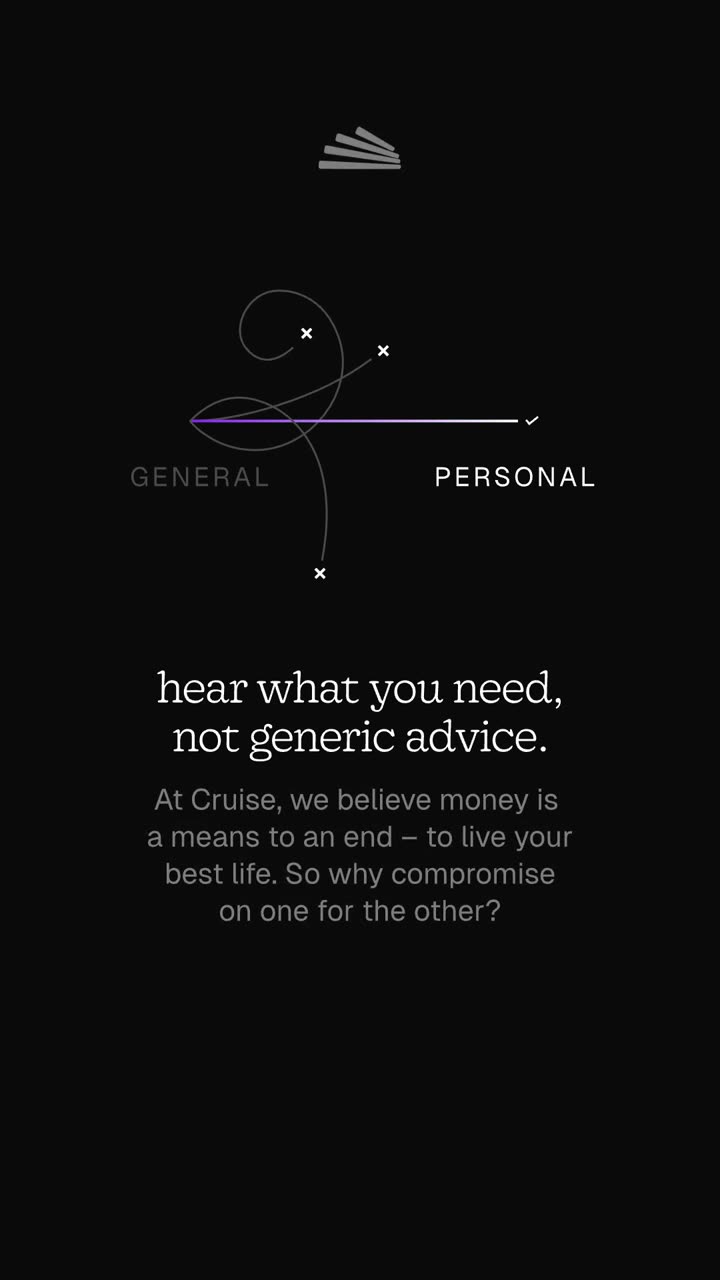 GENERAL
PERSONAL
hear what you need,
not generic advice.
At Cruise, we believe money is
a means to an end – to live your
best life. So why compromise
on one for the other?